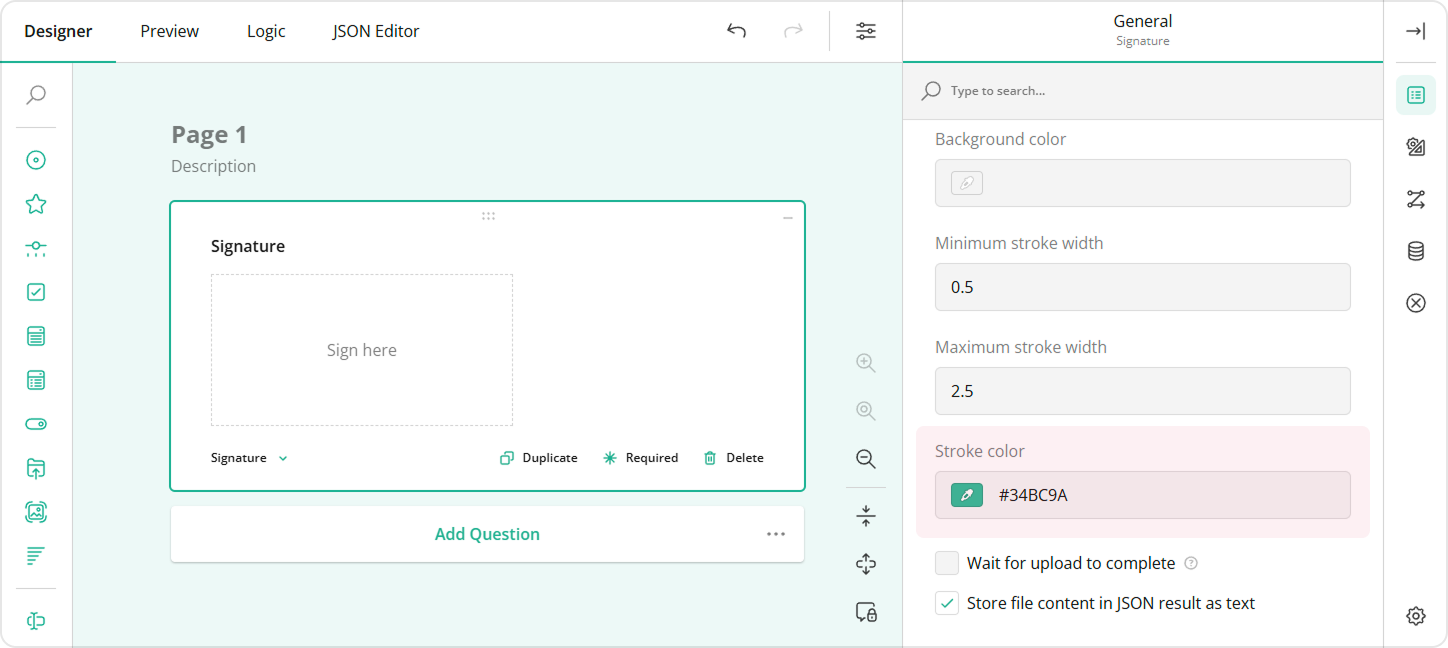 Designer
Preview
Logic
JSON Editor
General
Signature
Type to search...
Page 1
Description
Signature
Sign here
Signature
Duplicate
Required
Delete
Add Question
Background color
Minimum stroke width
0.5
Maximum stroke width
2.5
Stroke color
#34BC9A
Wait for upload to complete
Store file content in JSON result as text